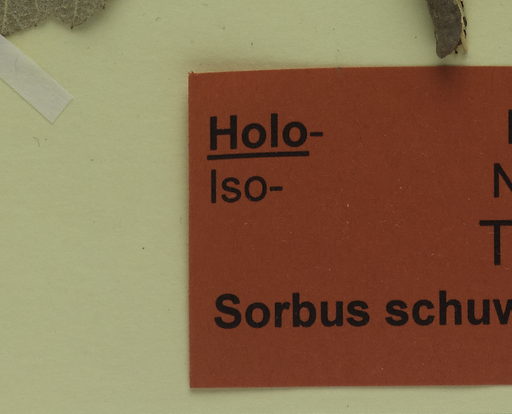 Holo-
Iso-
N
T
Sorbus schuw